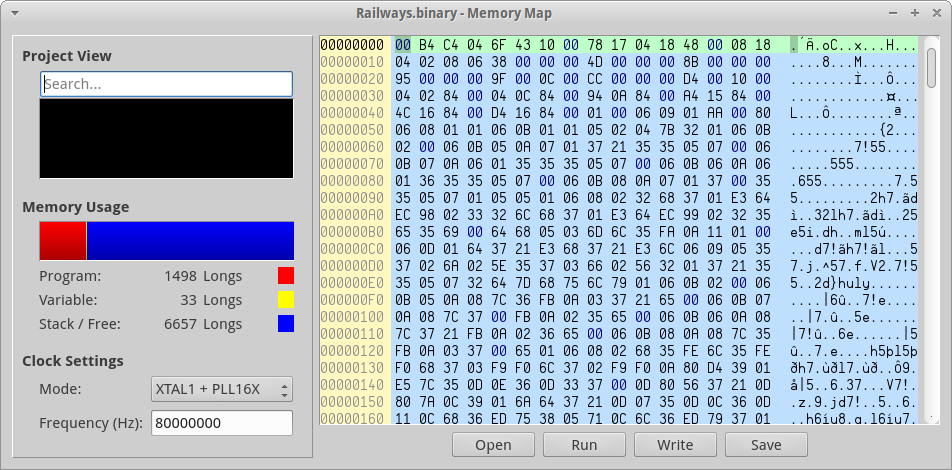 Railways.binary - Memory Map
Project View
Search...
Memory Usage
Program: 1498 Longs
Variable: 33 Longs
Stack / Free: 6657 Longs
Clock Settings
Mode: XTAL1 + PLL16X
Frequency (Hz): 80000000
00000000 00 B4 C4 04 6F 43 10 00 78 17 04 18 48 00 08 18 .´Ä.oC..x...H...
00000010 04 02 08 06 38 00 00 00 4D 00 00 00 8B 00 00 00 ....8...M.......
00000020 95 00 00 00 9F 00 0C 00 CC 00 00 00 D4 00 10 00 ........Ì...Ô...
00000030 04 02 84 00 04 0C 84 00 94 0A 84 00 A4 15 84 00 ............¤...
00000040 4C 16 84 00 D4 16 84 00 01 00 06 09 01 AA 00 80 L...Ô........ª..
00000050 06 08 01 01 06 0B 01 01 05 02 04 7B 32 01 06 0B ...........{2...
00000060 02 00 06 0B 05 0A 07 01 37 21 35 35 05 07 00 06 ........7!55....
00000070 0B 07 0A 06 01 35 35 35 05 07 00 06 0B 06 0A 06 .....555........
00000080 01 36 35 35 05 07 00 06 0B 08 0A 07 01 37 00 35 .655.........7.5
00000090 35 05 07 01 05 05 01 06 08 02 32 68 37 01 E3 64 5.........2h7.ãd
000000A0 EC 98 02 33 32 6C 68 37 01 E3 64 EC 99 02 32 35 ì..32lh7.ãdì..25
000000B0 65 35 69 00 64 68 05 03 6D 6C 35 FA 0A 11 01 00 e5i.dh..ml5ú....
000000C0 06 0D 01 64 37 21 E3 68 37 21 E3 6C 06 09 05 35 ...d7!ãh7!ãl...5
000000D0 37 02 6A 02 5E 35 37 03 66 02 56 32 01 37 21 35 7.j.^57.f.V2.7!5
000000E0 35 05 07 32 64 7D 68 75 6C 79 01 06 0B 02 00 06 5..2d}huly......
000000F0 0B 05 0A 08 7C 36 FB 0A 03 37 21 65 00 06 0B 07 ....|6û..7!e....
00000100 0A 08 7C 37 00 FB 0A 02 35 65 00 06 0B 06 0A 08 ..|7.û..5e......
00000110 7C 37 21 FB 0A 02 36 65 00 06 0B 08 0A 08 7C 35 |7!û..6e......|5
00000120 FB 0A 03 37 00 65 01 06 08 02 68 35 FE 6C 35 FE û..7.e....h5þl5þ
00000130 F0 68 37 03 F9 F0 6C 37 02 F9 F0 0A 80 D4 39 01 ðh7.ùðl7.ùð..Ô9.
00000140 E5 7C 35 0D 0E 36 0D 33 37 00 0D 80 56 37 21 0D å|5..6.37...V7!.
00000150 80 7A 0C 39 01 6A 64 37 21 0D 07 35 0D 0C 36 0D .z.9.jd7!..5..6.
00000160 11 0C 68 36 ED 75 38 05 71 0C 6C 36 ED 79 37 01 ..h6íu8.q.l6íy7.
Open Run Write Save